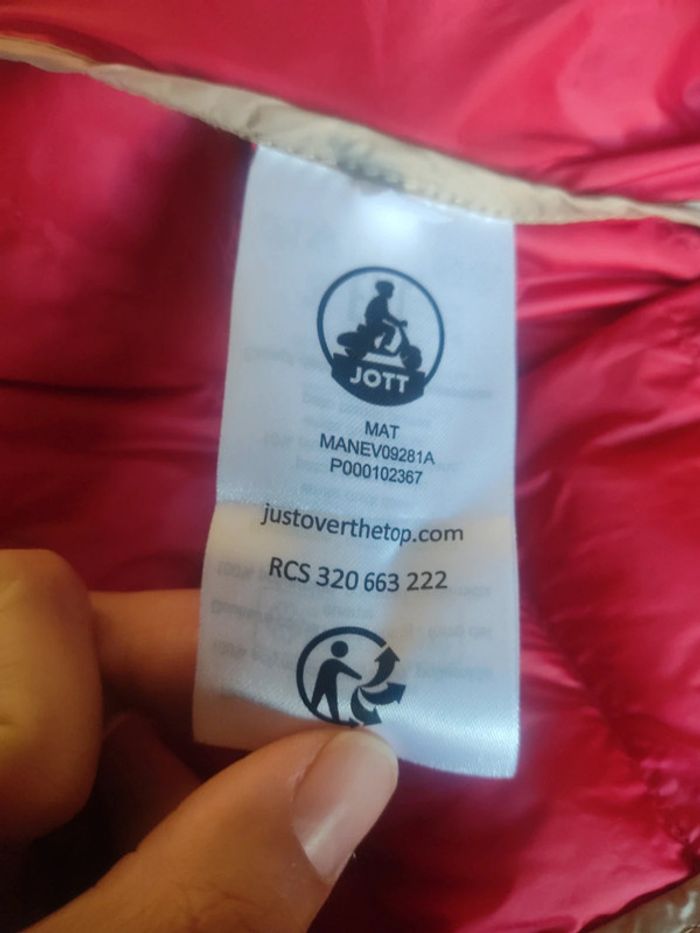 JOTT
MAT
MANEV09281A
P000102367
justoverthetop.com
RCS 320 663 222